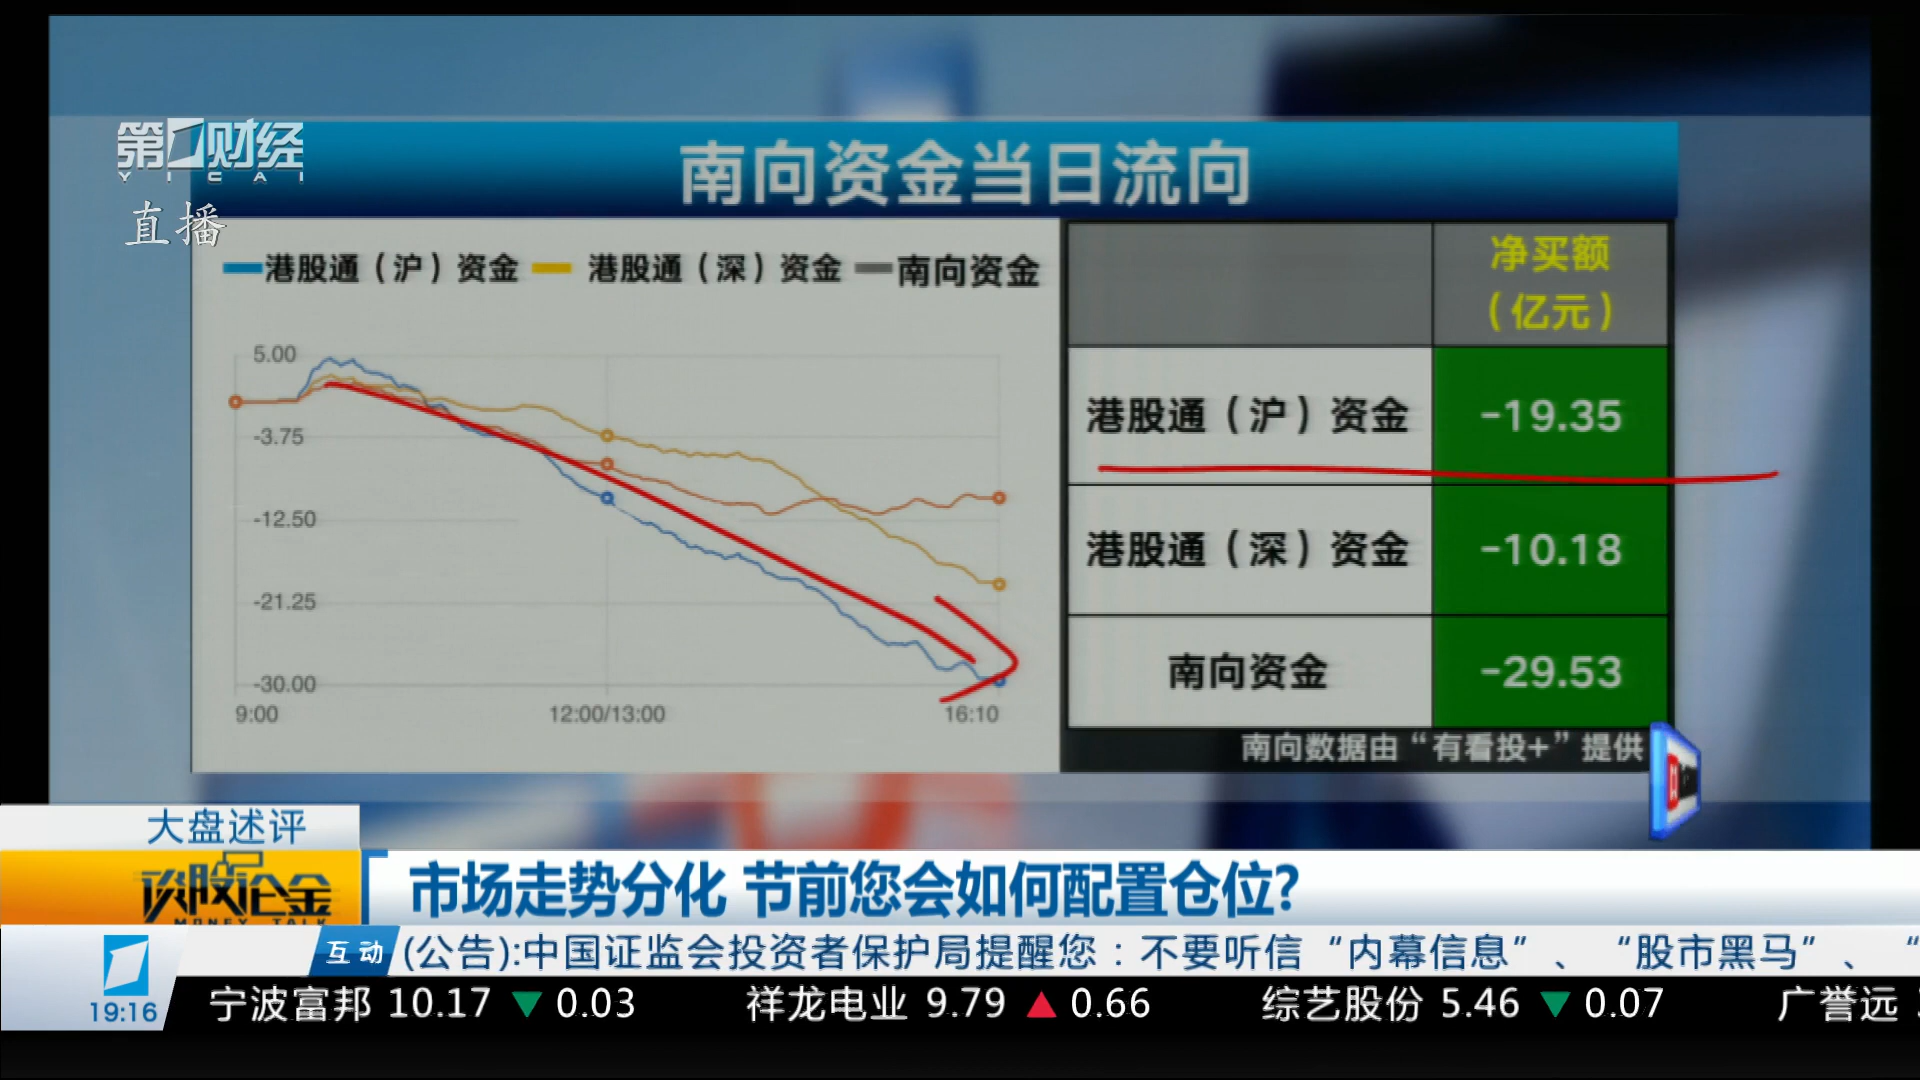 第一财经
YICAI
直播
南向资金当日流向
港股通（沪）资金 港股通（深）资金 南向资金
5.00
-3.75
-12.50
-21.25
-30.00
9:00 12:00/13:00 16:10
净买额
（亿元）
港股通（沪）资金 -19.35
港股通（深）资金 -10.18
南向资金 -29.53
南向数据由“有看投+”提供
大盘述评
谈股论金
MONEY TALK
市场走势分化 节前您会如何配置仓位?
互动 (公告):中国证监会投资者保护局提醒您：不要听信“内幕信息”、“股市黑马”、“
19:16
宁波富邦 10.17 ▼ 0.03 祥龙电业 9.79 ▲ 0.66 综艺股份 5.46 ▼ 0.07 广誉远